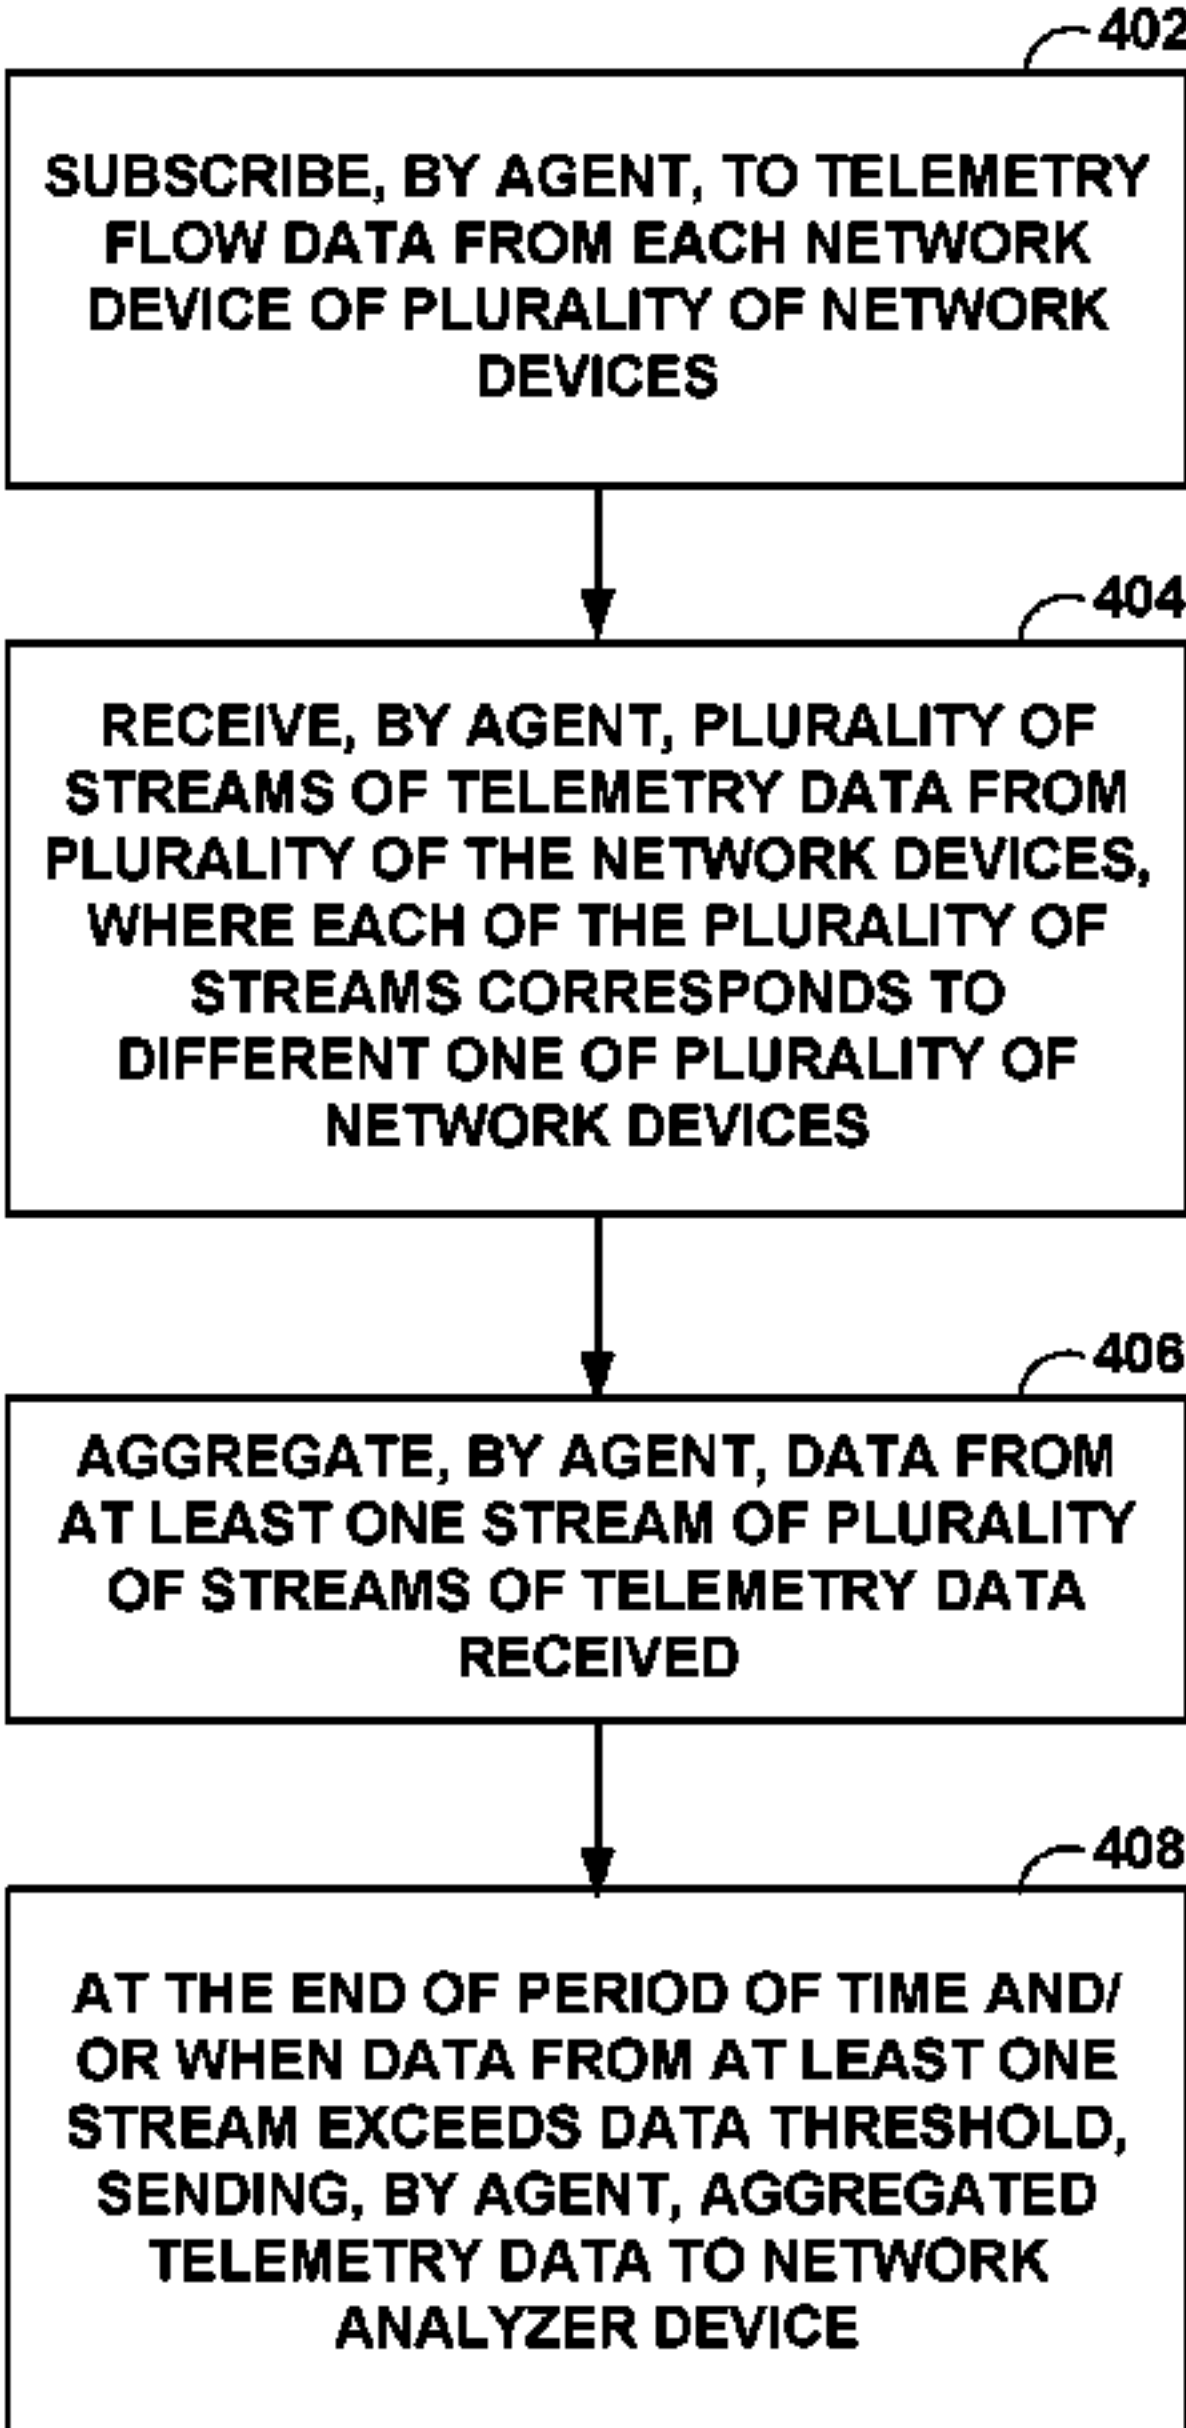 402
SUBSCRIBE, BY AGENT, TO TELEMETRY
FLOW DATA FROM EACH NETWORK
DEVICE OF PLURALITY OF NETWORK
DEVICES
404
RECEIVE, BY AGENT, PLURALITY OF
STREAMS OF TELEMETRY DATA FROM
PLURALITY OF THE NETWORK DEVICES,
WHERE EACH OF THE PLURALITY OF
STREAMS CORRESPONDS TO
DIFFERENT ONE OF PLURALITY OF
NETWORK DEVICES
406
AGGREGATE, BY AGENT, DATA FROM
AT LEAST ONE STREAM OF PLURALITY
OF STREAMS OF TELEMETRY DATA
RECEIVED
408
AT THE END OF PERIOD OF TIME AND/
OR WHEN DATA FROM AT LEAST ONE
STREAM EXCEEDS DATA THRESHOLD,
SENDING, BY AGENT, AGGREGATED
TELEMETRY DATA TO NETWORK
ANALYZER DEVICE